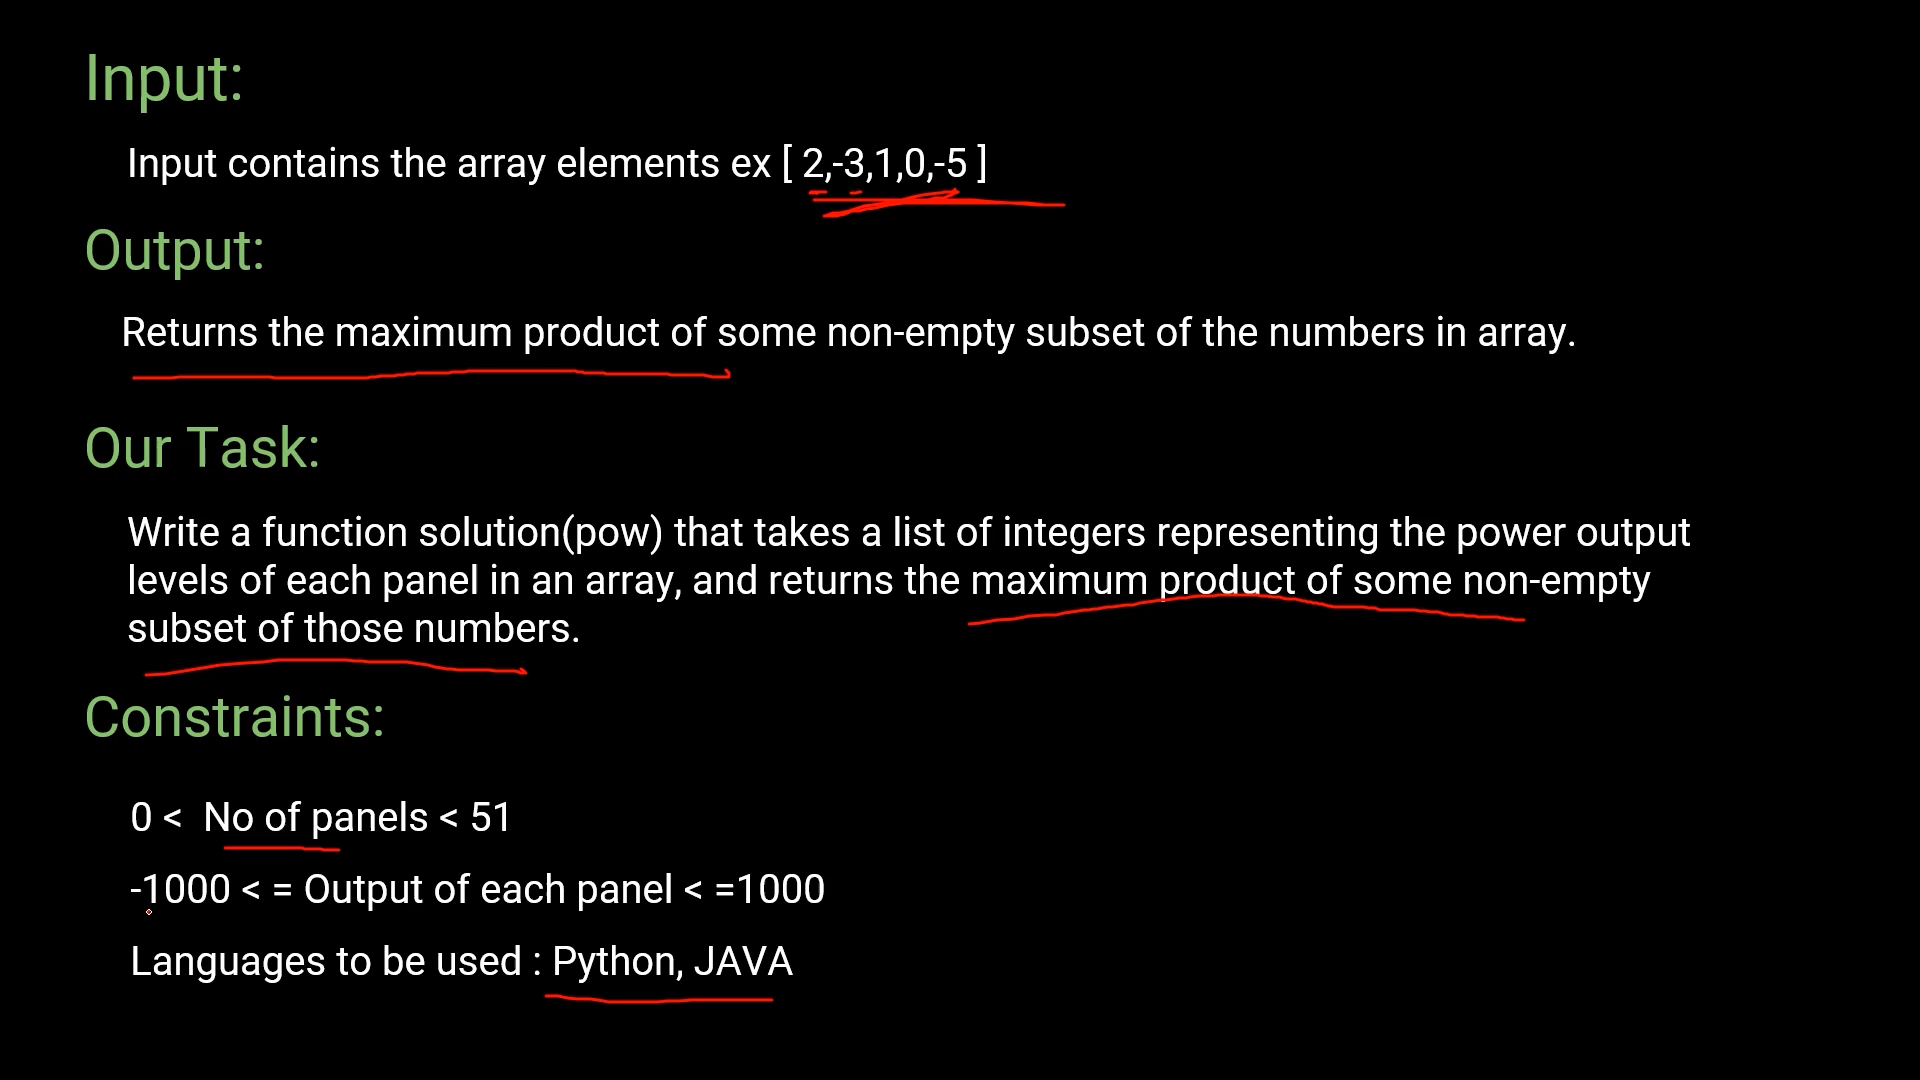 Input:
Input contains the array elements ex [ 2,-3,1,0,-5 ]
Output:
Returns the maximum product of some non-empty subset of the numbers in array.
Our Task:
Write a function solution(pow) that takes a list of integers representing the power output
levels of each panel in an array, and returns the maximum product of some non-empty
subset of those numbers.
Constraints:
0 <  No of panels < 51
-1000 < = Output of each panel < =1000
Languages to be used : Python, JAVA